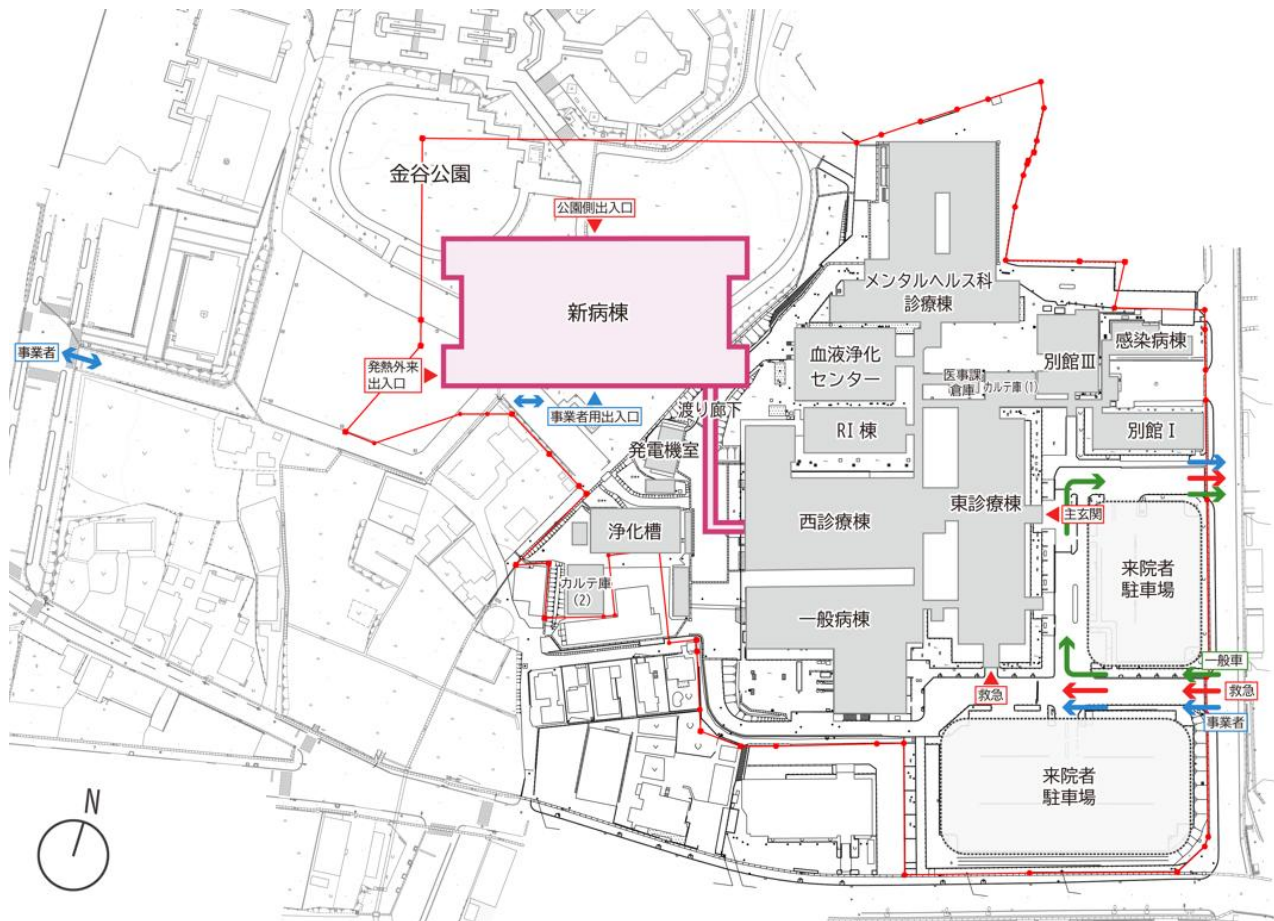 金谷公園
公園側出入口
新病棟
メンタルヘルス科
診療棟
事業者
発熱外来
出入口
事業者用出入口
渡り廊下
血液浄化
センター
医事課
倉庫
カルテ庫(1)
別館Ⅲ
感染病棟
発電機室
RI棟
別館Ⅰ
西診療棟
東診療棟
主玄関
浄化槽
カルテ庫
(2)
来院者
駐車場
一般病棟
一般車
救急
救急
事業者
来院者
駐車場
N